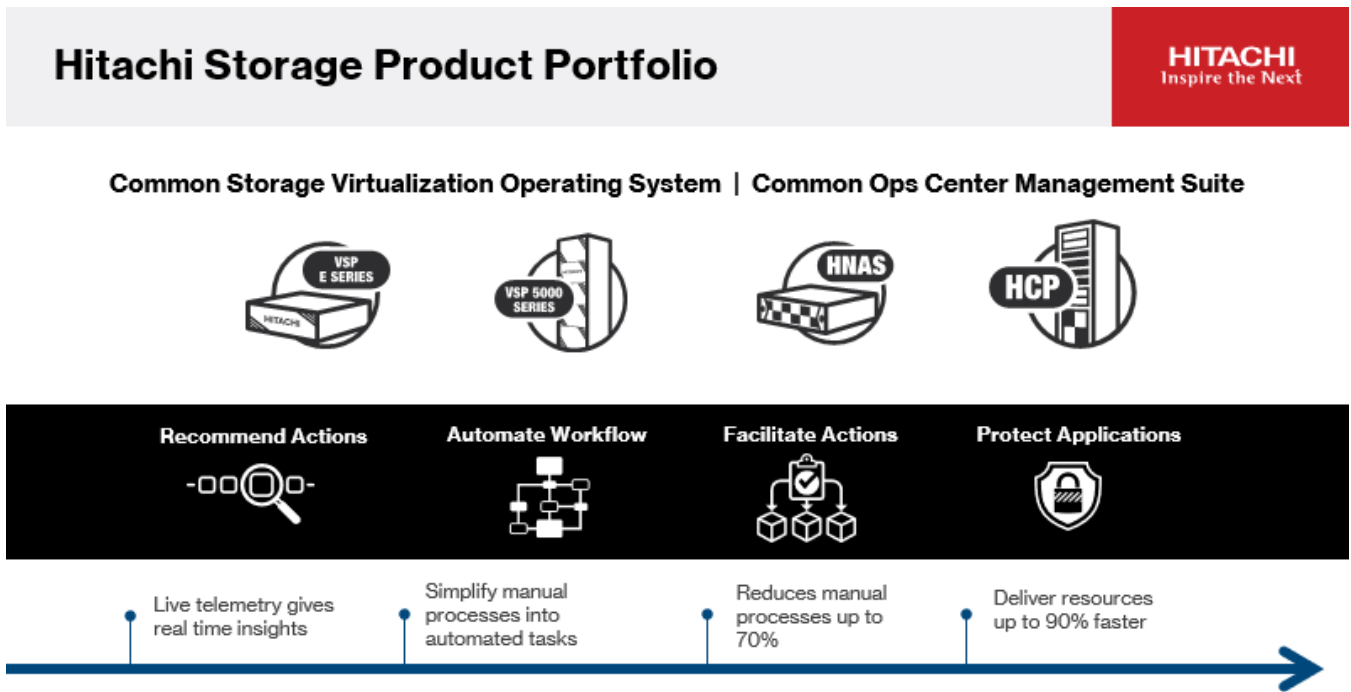 Hitachi Storage Product Portfolio
HITACHI
Inspire the Next
Common Storage Virtualization Operating System | Common Ops Center Management Suite
VSP
E SERIES
HITACHI
VSP 5000
SERIES
HNAS
HCP
Recommend Actions
Automate Workflow
Facilitate Actions
Protect Applications
Live telemetry gives
real time insights
Simplify manual
processes into
automated tasks
Reduces manual
processes up to
70%
Deliver resources
up to 90% faster